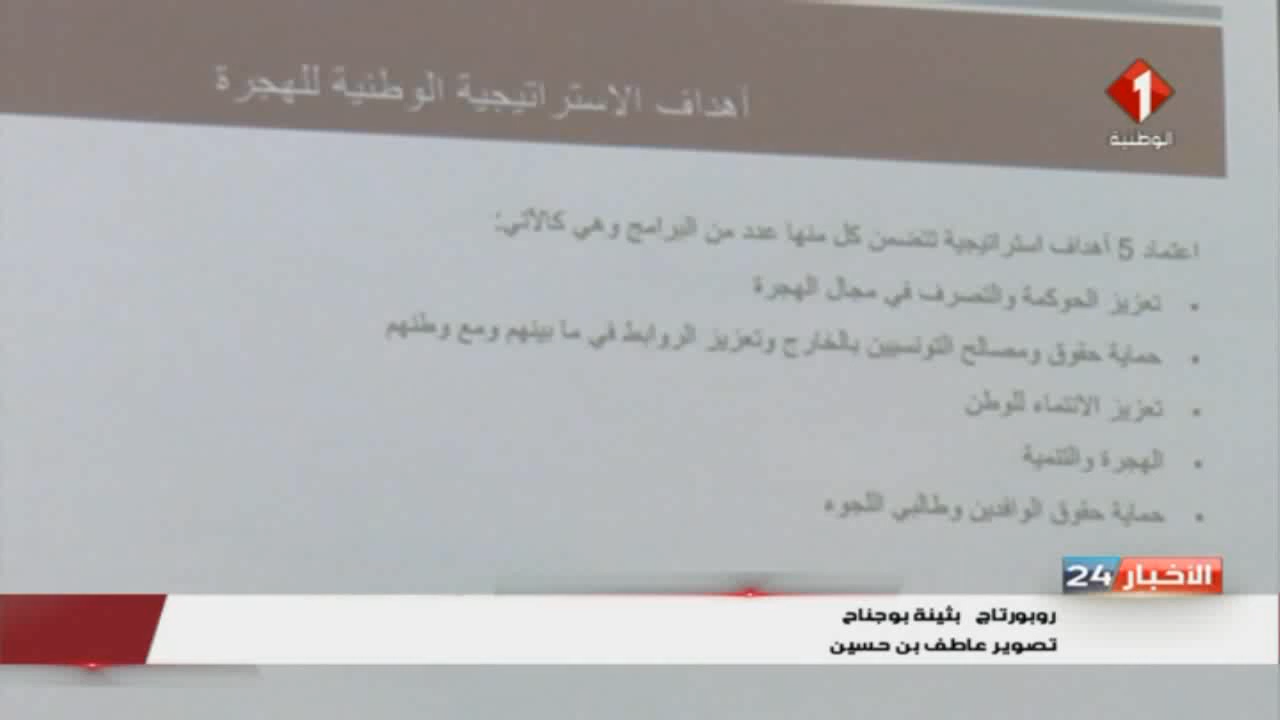 أهداف الاستراتيجية الوطنية للهجرة
1
الوطنية
اعتماد 5 أهداف استراتيجية تتضمن كل منها عدد من البرامج وهي كالآتي:
• تعزيز الحوكمة والتصرف في مجال الهجرة
• حماية حقوق ومصالح التونسيين بالخارج وتعزيز الروابط في ما بينهم ومع وطنهم
• تعزيز الانتماء للوطن
• الهجرة والتنمية
• حماية حقوق الوافدين وطالبي اللجوء
الأخبار 24
روبورتاج بثينة بوجناح
تصوير عاطف بن حسين